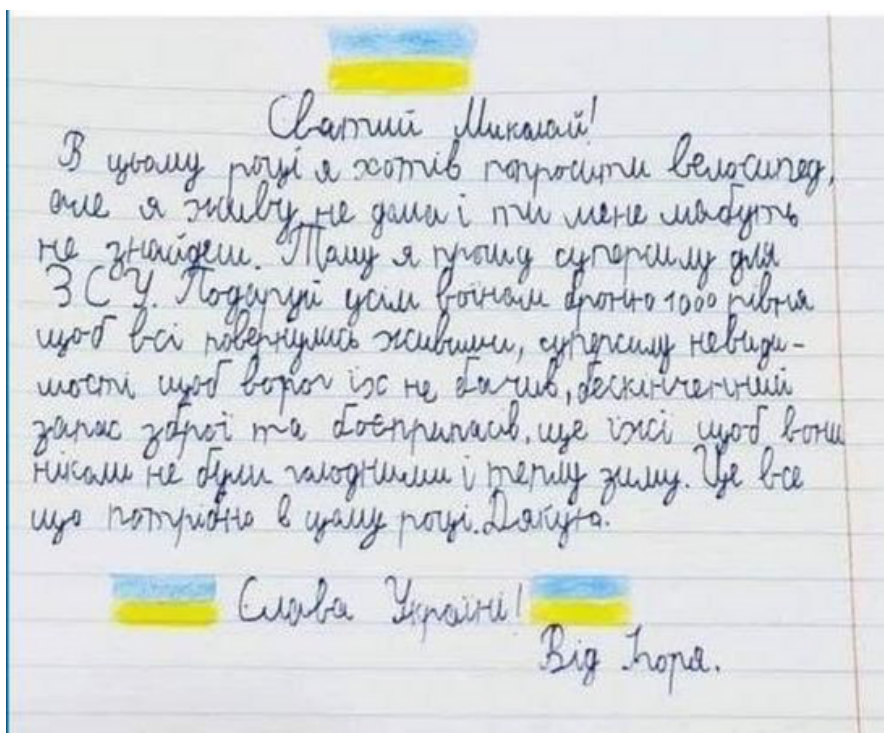 Святий Миколай!
В цьому році я хотів попросити велосипед,
але я живу не дома і ти мене мабуть
не знайдеш. Тому я прошу суперсилу для
ЗСУ. Подаруй усім воїнам броню 1000 рівня
щоб всі повернулись живими, суперсилу невиди-
мості щоб ворог їх не бачив, бескінченний
запас зброї та боєприпасів, ще їжі щоб вони
ніколи не були голодними і теплу зиму. Це все
що потрібно в цьому році. Дякую.
Слава Україні!
Від Ігоря.